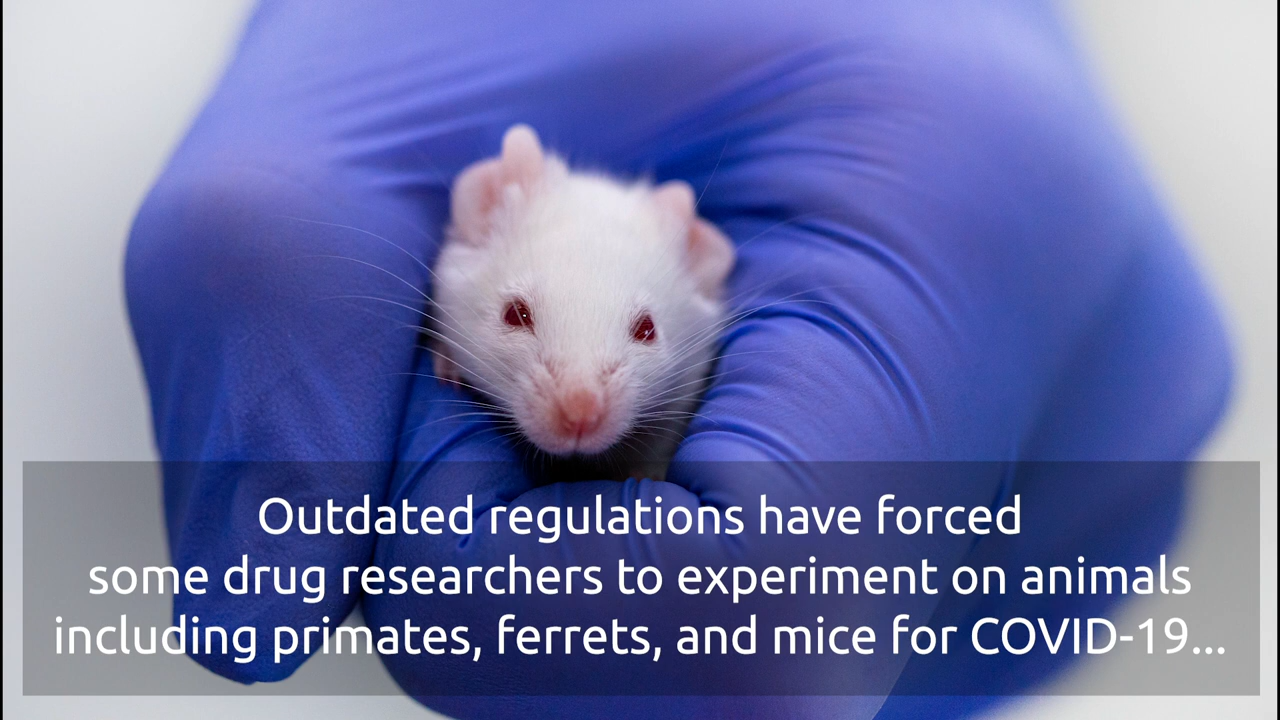 Outdated regulations have forced
some drug researchers to experiment on animals
including primates, ferrets, and mice for COVID-19...